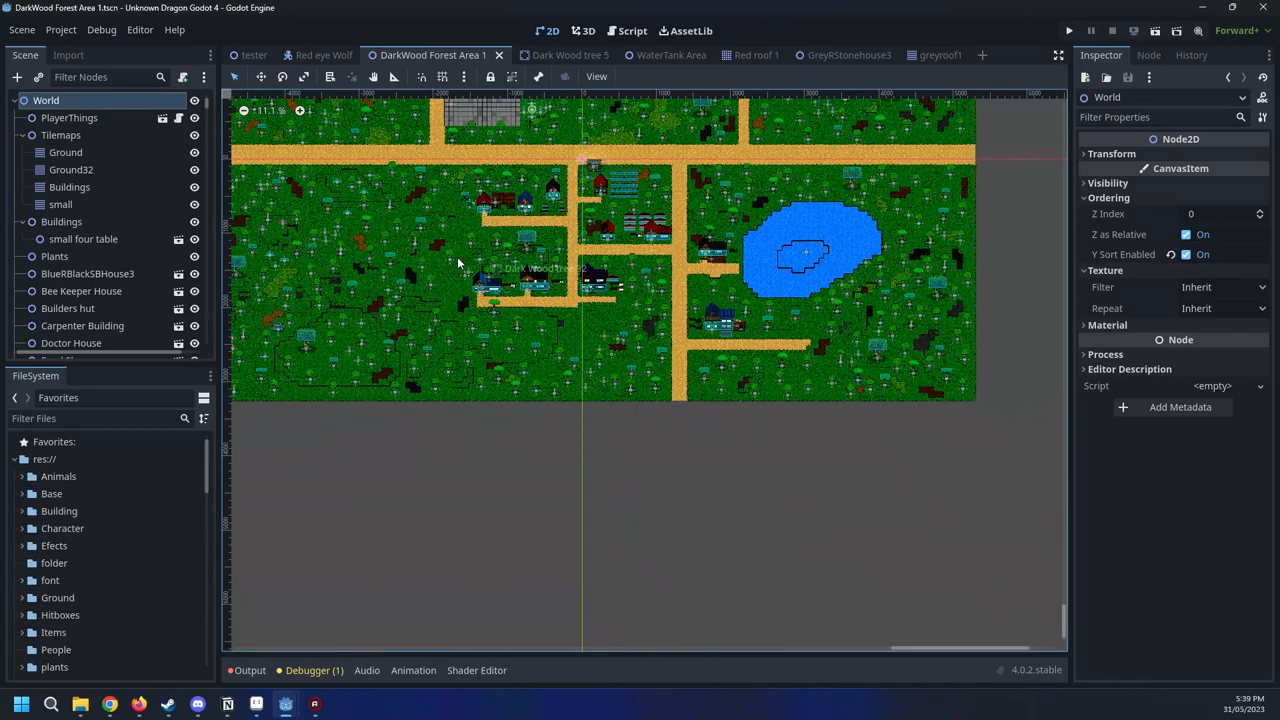 DarkWood Forest Area 1.tscn - Unknown Dragon Godot 4 - Godot Engine
Scene Project Debug Editor Help
2D 3D Script AssetLib
Forward+
Scene Import
tester Red eye Wolf DarkWood Forest Area 1 Dark Wood tree 5 WaterTank Area Red roof 1 GreyRStonehouse3 greyroof1
Inspector Node History
Filter Nodes
View
World
PlayerThings
Tilemaps
Ground
Ground32
Buildings
small
Buildings
small four table
Plants
BlueRBlackSBHouse3
Bee Keeper House
Builders hut
Carpenter Building
Doctor House
FileSystem
Favorites
Filter Files
Favorites:
res://
Animals
Base
Building
Character
Efects
folder
font
Ground
Hitboxes
Items
People
plants
11.1 %
Dark Wood tree 32
Output Debugger (1) Audio Animation Shader Editor
4.0.2.stable
World
Filter Properties
Node2D
Transform
CanvasItem
Visibility
Ordering
Z Index 0
Z as Relative On
Y Sort Enabled On
Texture
Filter Inherit
Repeat Inherit
Material
Node
Process
Editor Description
Script <empty>
Add Metadata
5:39 PM
31/05/2023